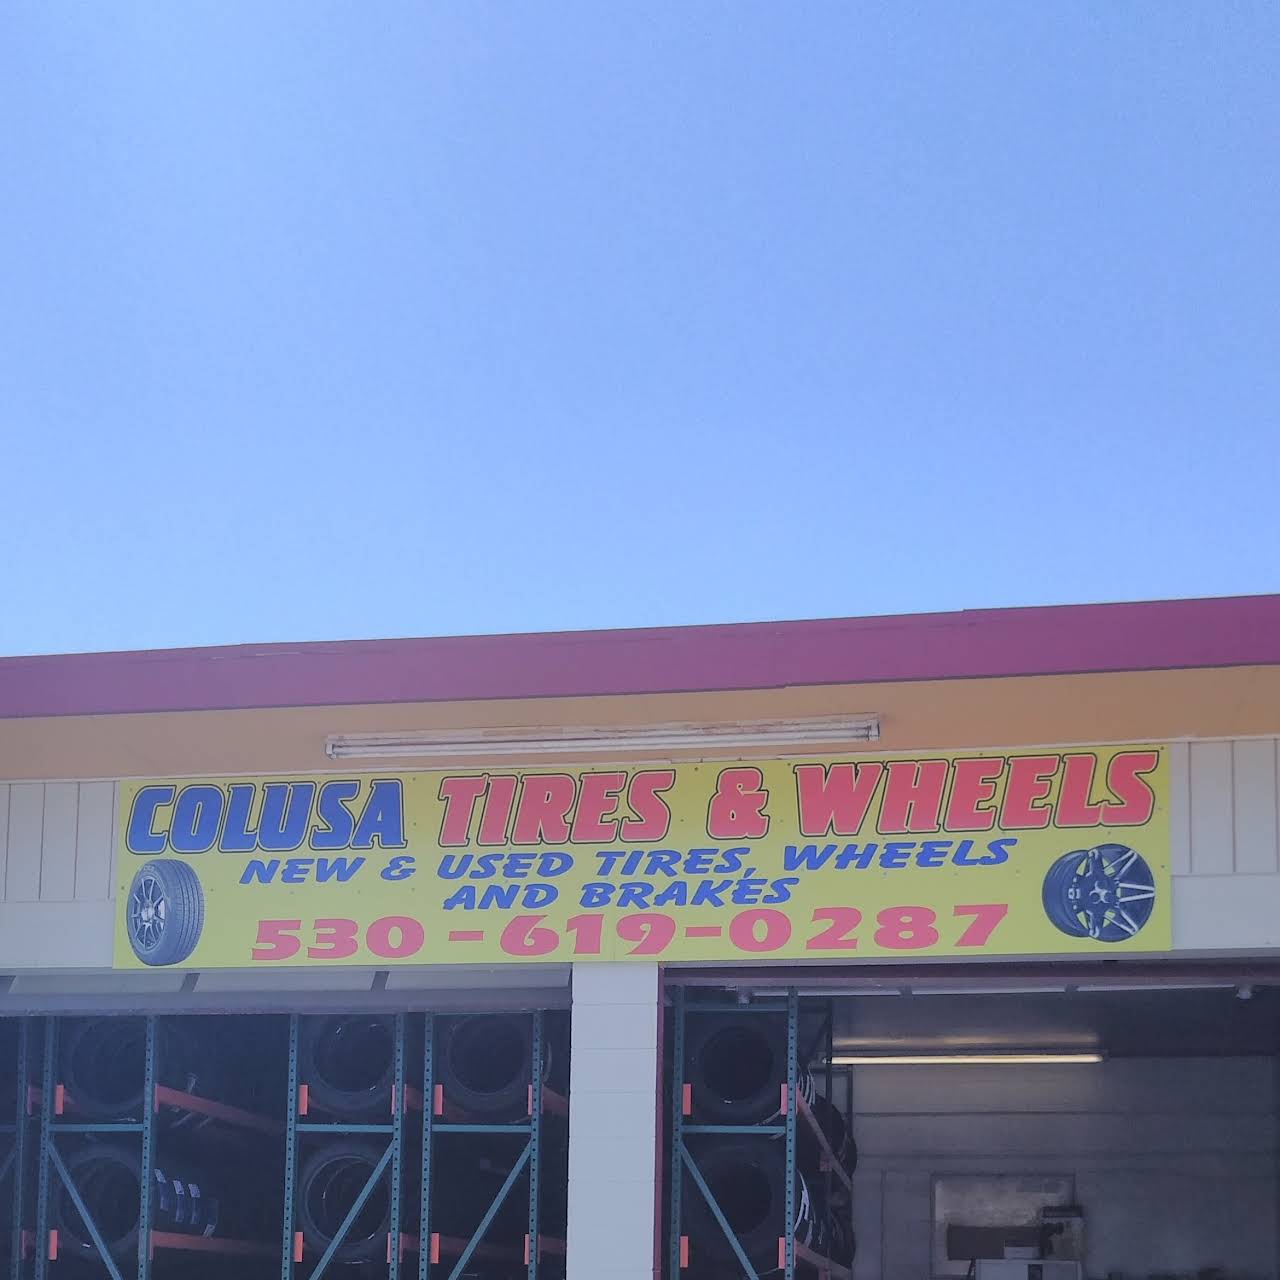 COLUSA TIRES & WHEELS
NEW & USED TIRES, WHEELS
AND BRAKES
530-619-0287